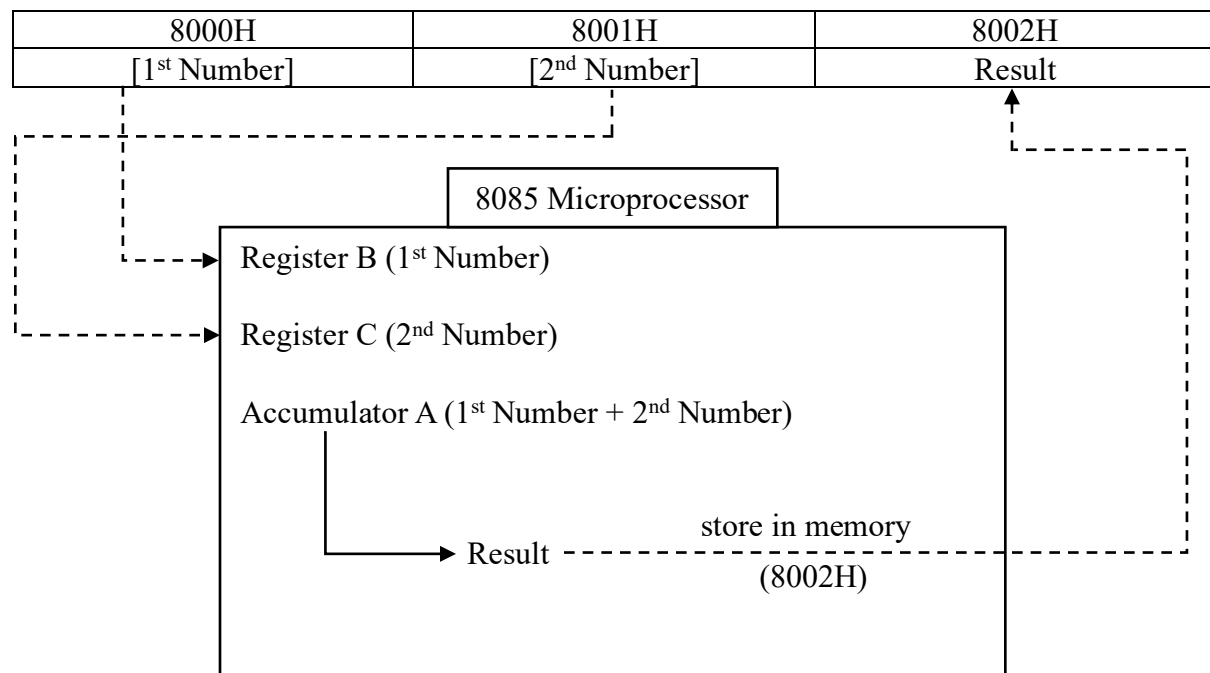 8000H 8001H 8002H
[1st Number] [2nd Number] Result
8085 Microprocessor
Register B (1st Number)
Register C (2nd Number)
Accumulator A (1st Number + 2nd Number)
store in memory
Result
(8002H)